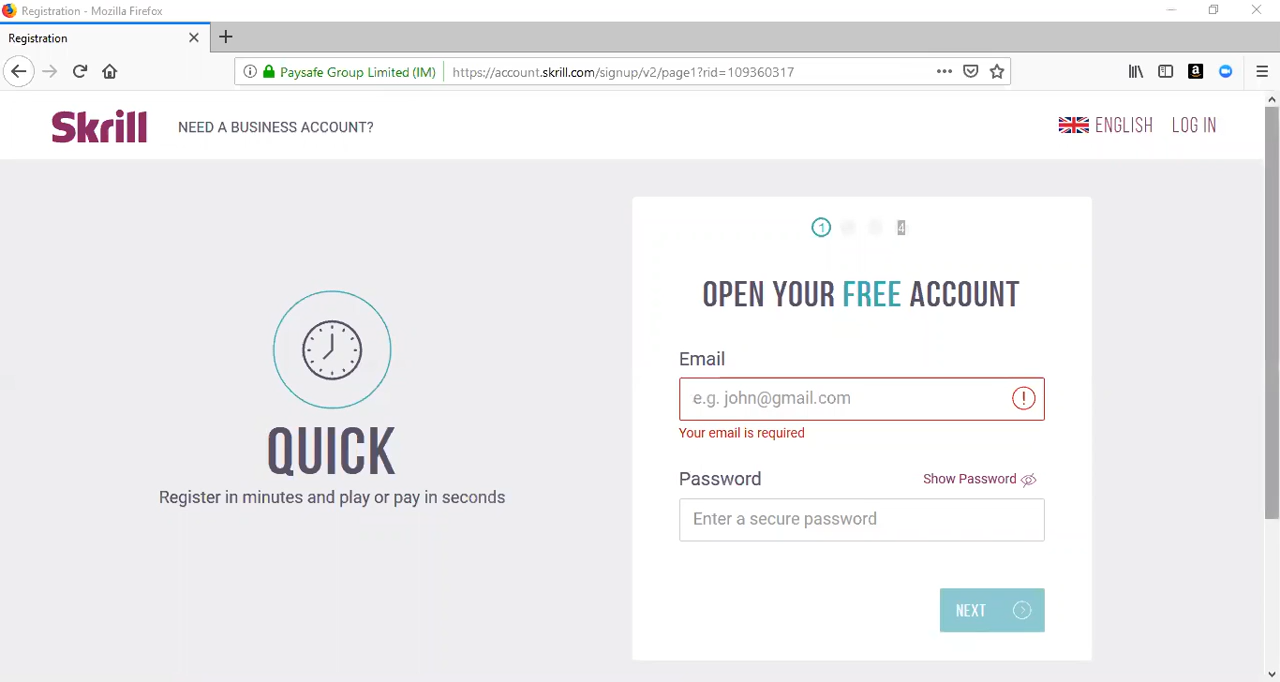 Registration - Mozilla Firefox
Registration
Paysafe Group Limited (IM)
https://account.skrill.com/signup/v2/page1?rid=109360317
Skrill
NEED A BUSINESS ACCOUNT?
ENGLISH
LOG IN
1
4
OPEN YOUR FREE ACCOUNT
Email
e.g. john@gmail.com
Your email is required
Password
Show Password
Enter a secure password
NEXT
QUICK
Register in minutes and play or pay in seconds